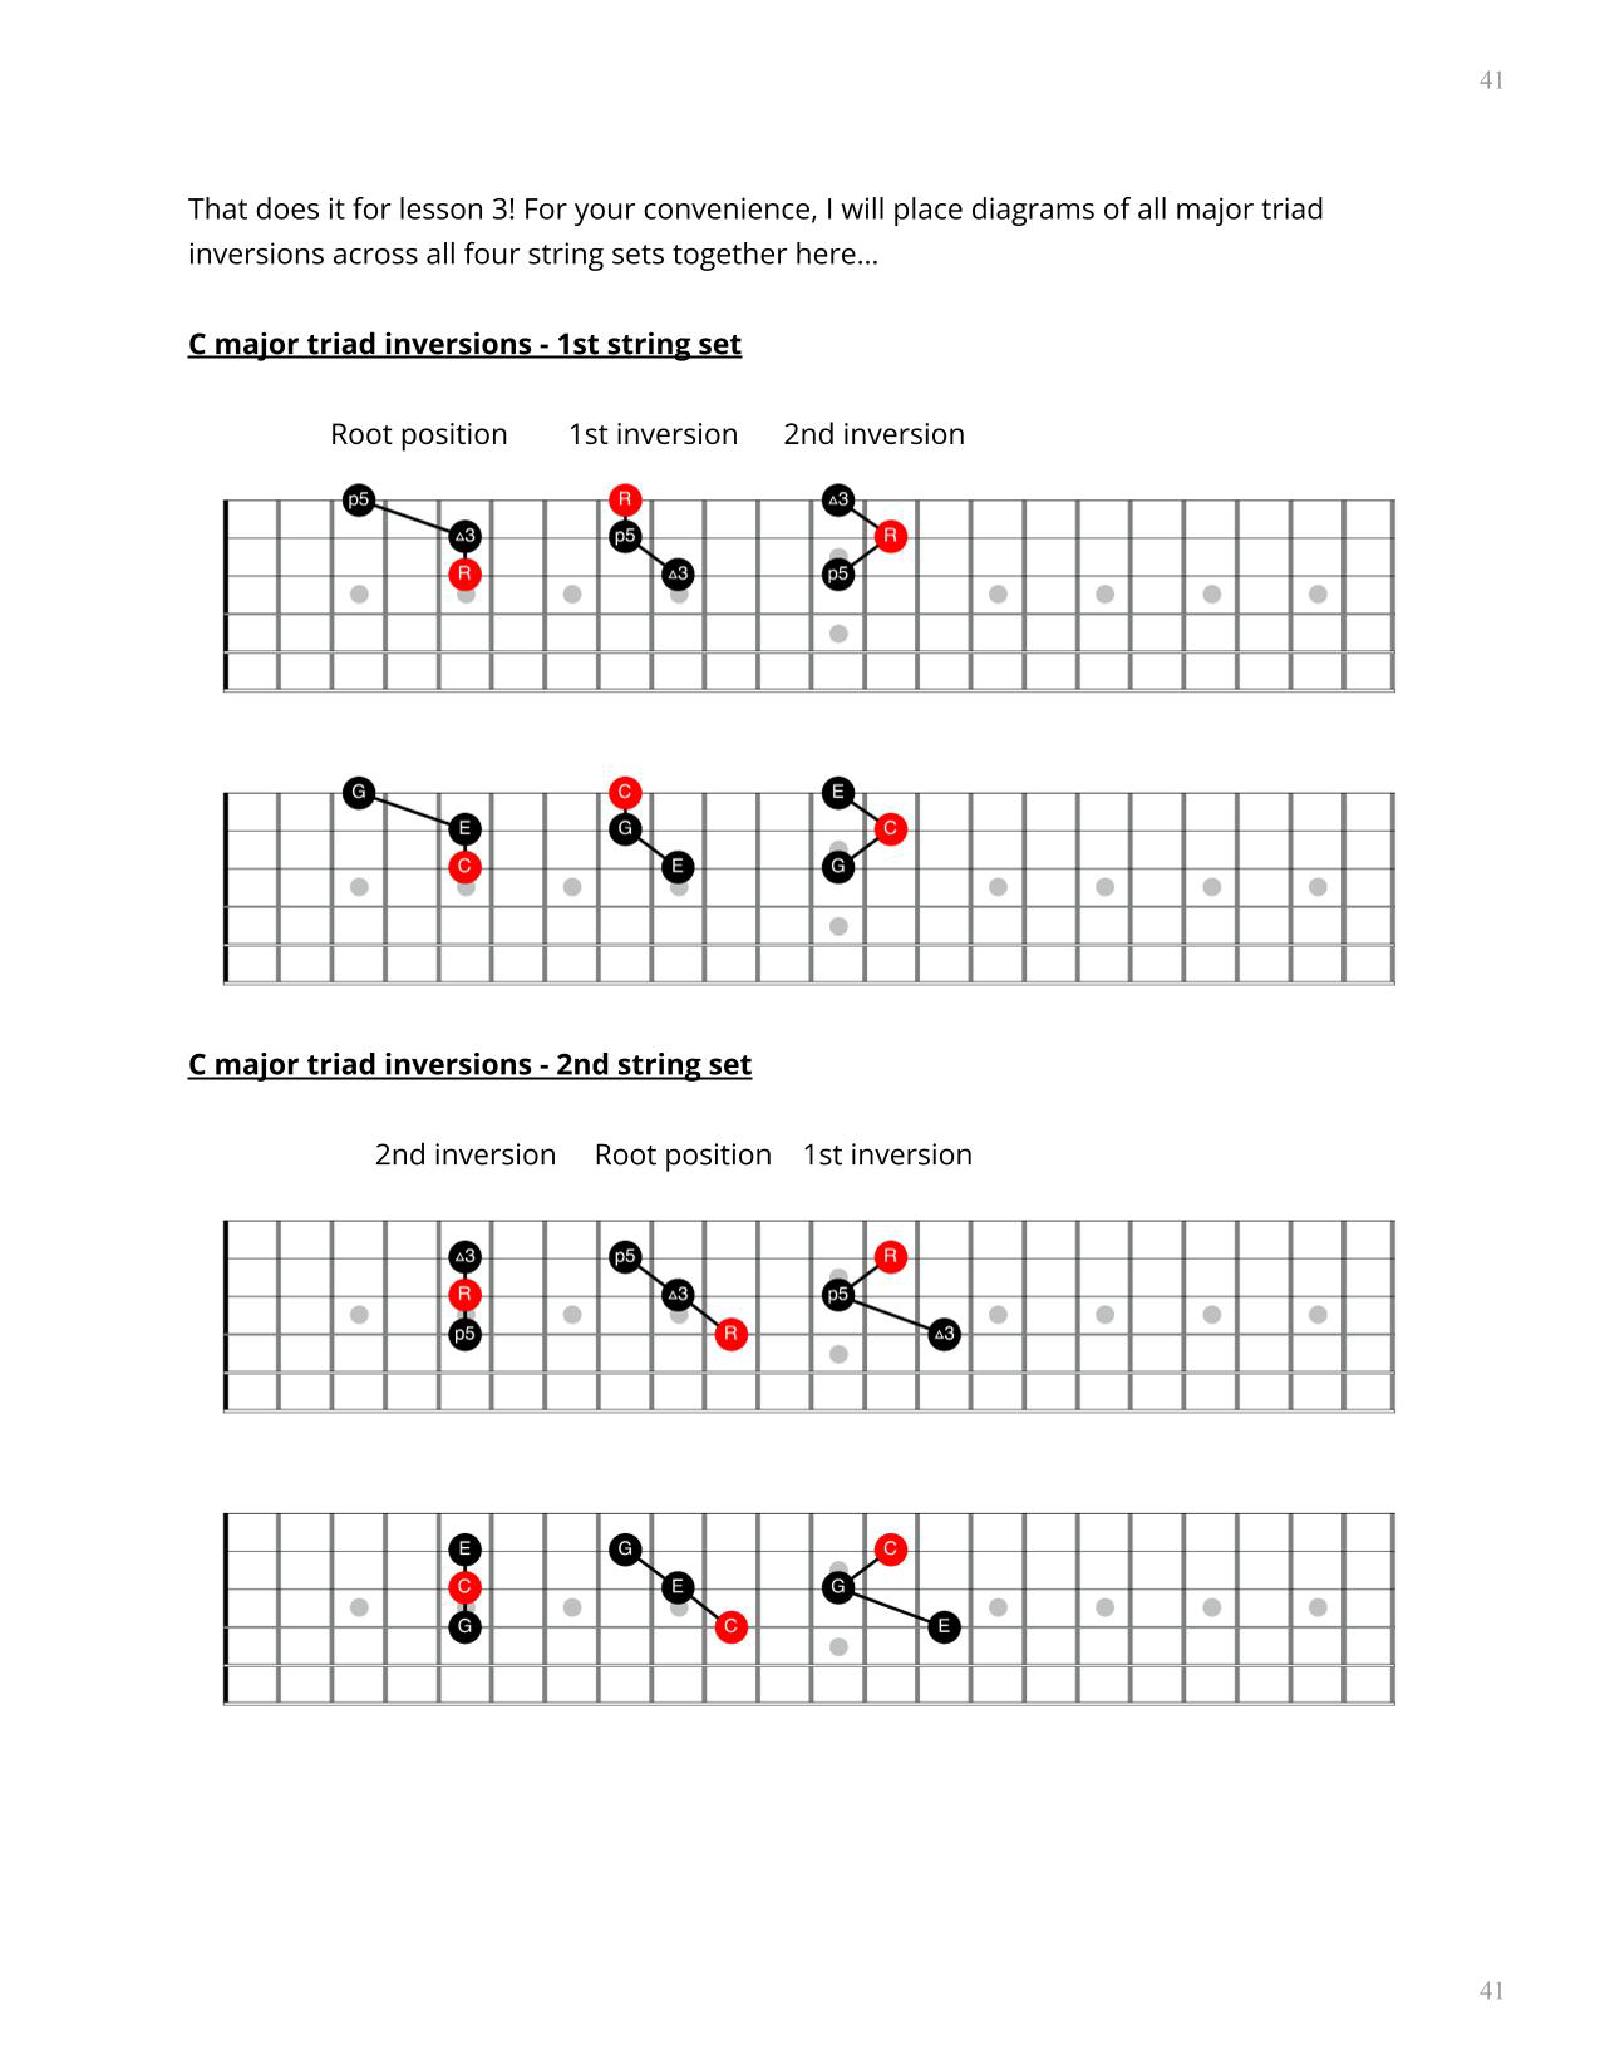 41
That does it for lesson 3! For your convenience, I will place diagrams of all major triad
inversions across all four string sets together here...
C major triad inversions - 1st string set
Root position 1st inversion 2nd inversion
p5 R Δ3
Δ3 p5 R
R Δ3 p5
G C E
E G C
C E G
C major triad inversions - 2nd string set
2nd inversion Root position 1st inversion
Δ3 p5 R
R Δ3 p5
p5 R Δ3
E G C
C E G
G C E
41